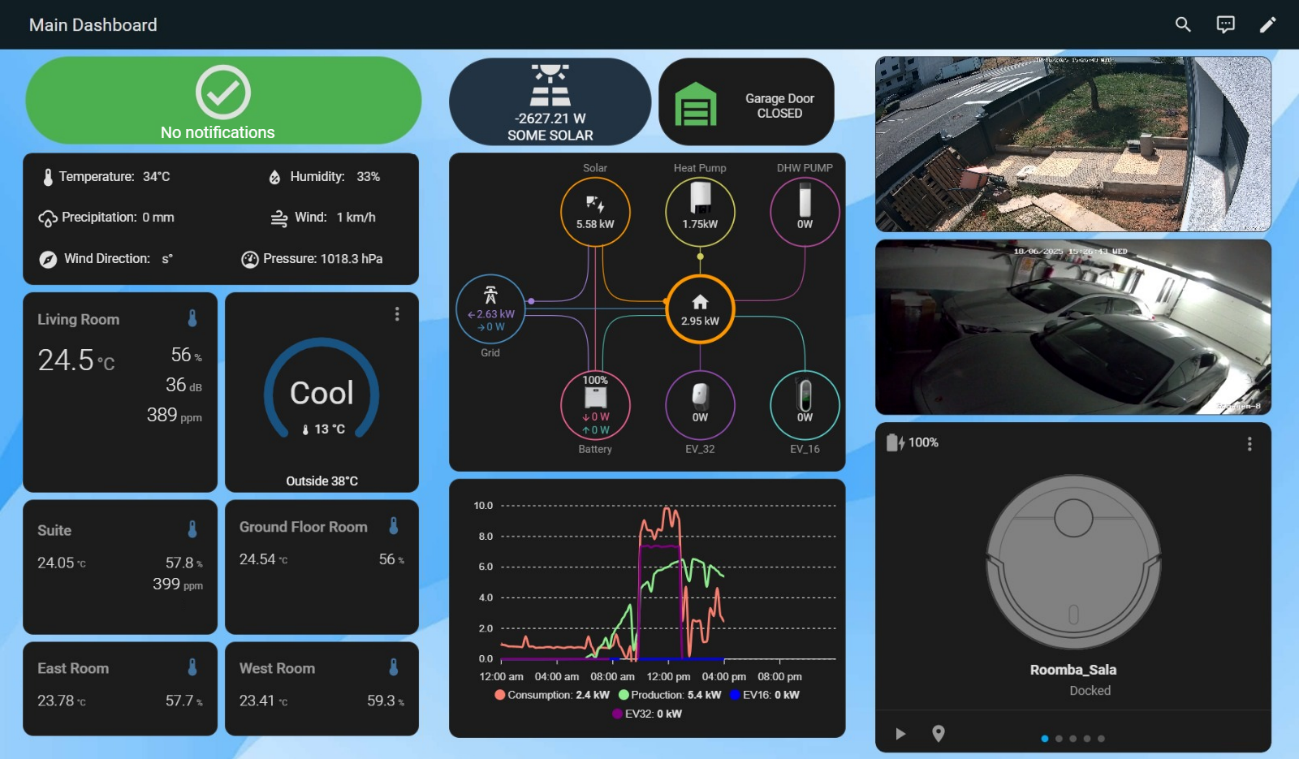 Main Dashboard
No notifications
Temperature: 34°C
Humidity: 33%
Precipitation: 0 mm
Wind: 1 km/h
Wind Direction: s°
Pressure: 1018.3 hPa
Living Room
24.5 °C
56 %
36 dB
389 ppm
Cool
13 °C
Outside 38°C
Suite
24.05 °C
57.8 %
399 ppm
Ground Floor Room
24.54 °C
56 %
East Room
23.78 °C
57.7 %
West Room
23.41 °C
59.3 %
-2627.21 W
SOME SOLAR
Garage Door
CLOSED
Solar
5.58 kW
Heat Pump
1.75kW
DHW PUMP
0W
←2.63 kW
→0 W
Grid
2.95 kW
100%
↓0 W
↑0 W
Battery
0W
EV_32
0W
EV_16
10.0
8.0
6.0
4.0
2.0
0.0
12:00 am 04:00 am 08:00 am 12:00 pm 04:00 pm 08:00 pm
Consumption: 2.4 kW Production: 5.4 kW EV16: 0 kW
EV32: 0 kW
18/06/2025 15:26:43 WED
100%
Roomba_Sala
Docked